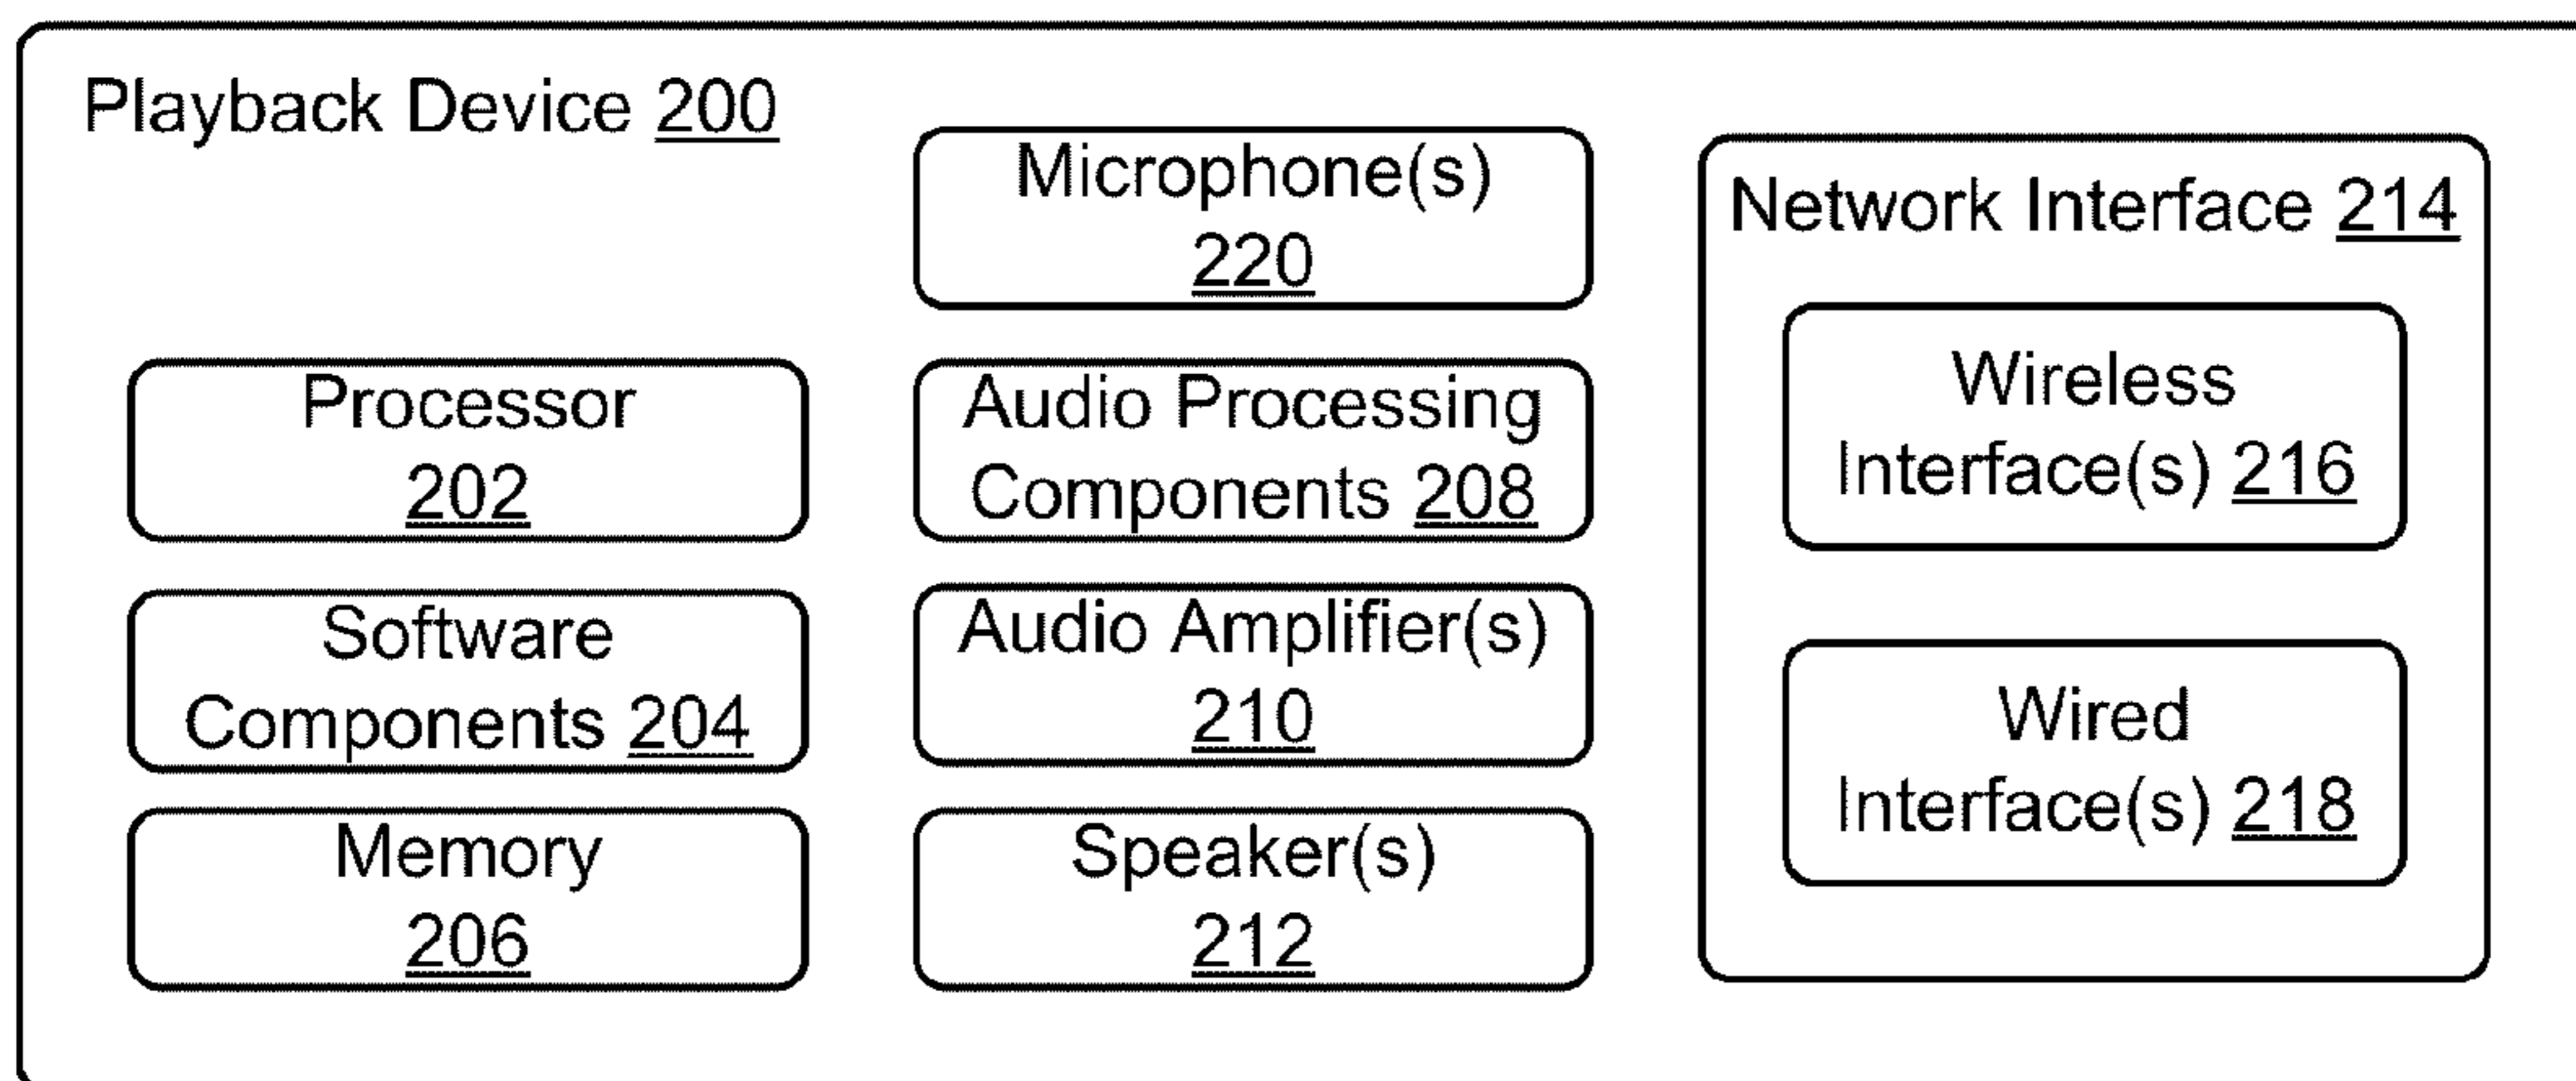 Playback Device 200
Processor
202
Software
Components 204
Memory
206
Microphone(s)
220
Audio Processing
Components 208
Audio Amplifier(s)
210
Speaker(s)
212
Network Interface 214
Wireless
Interface(s) 216
Wired
Interface(s) 218